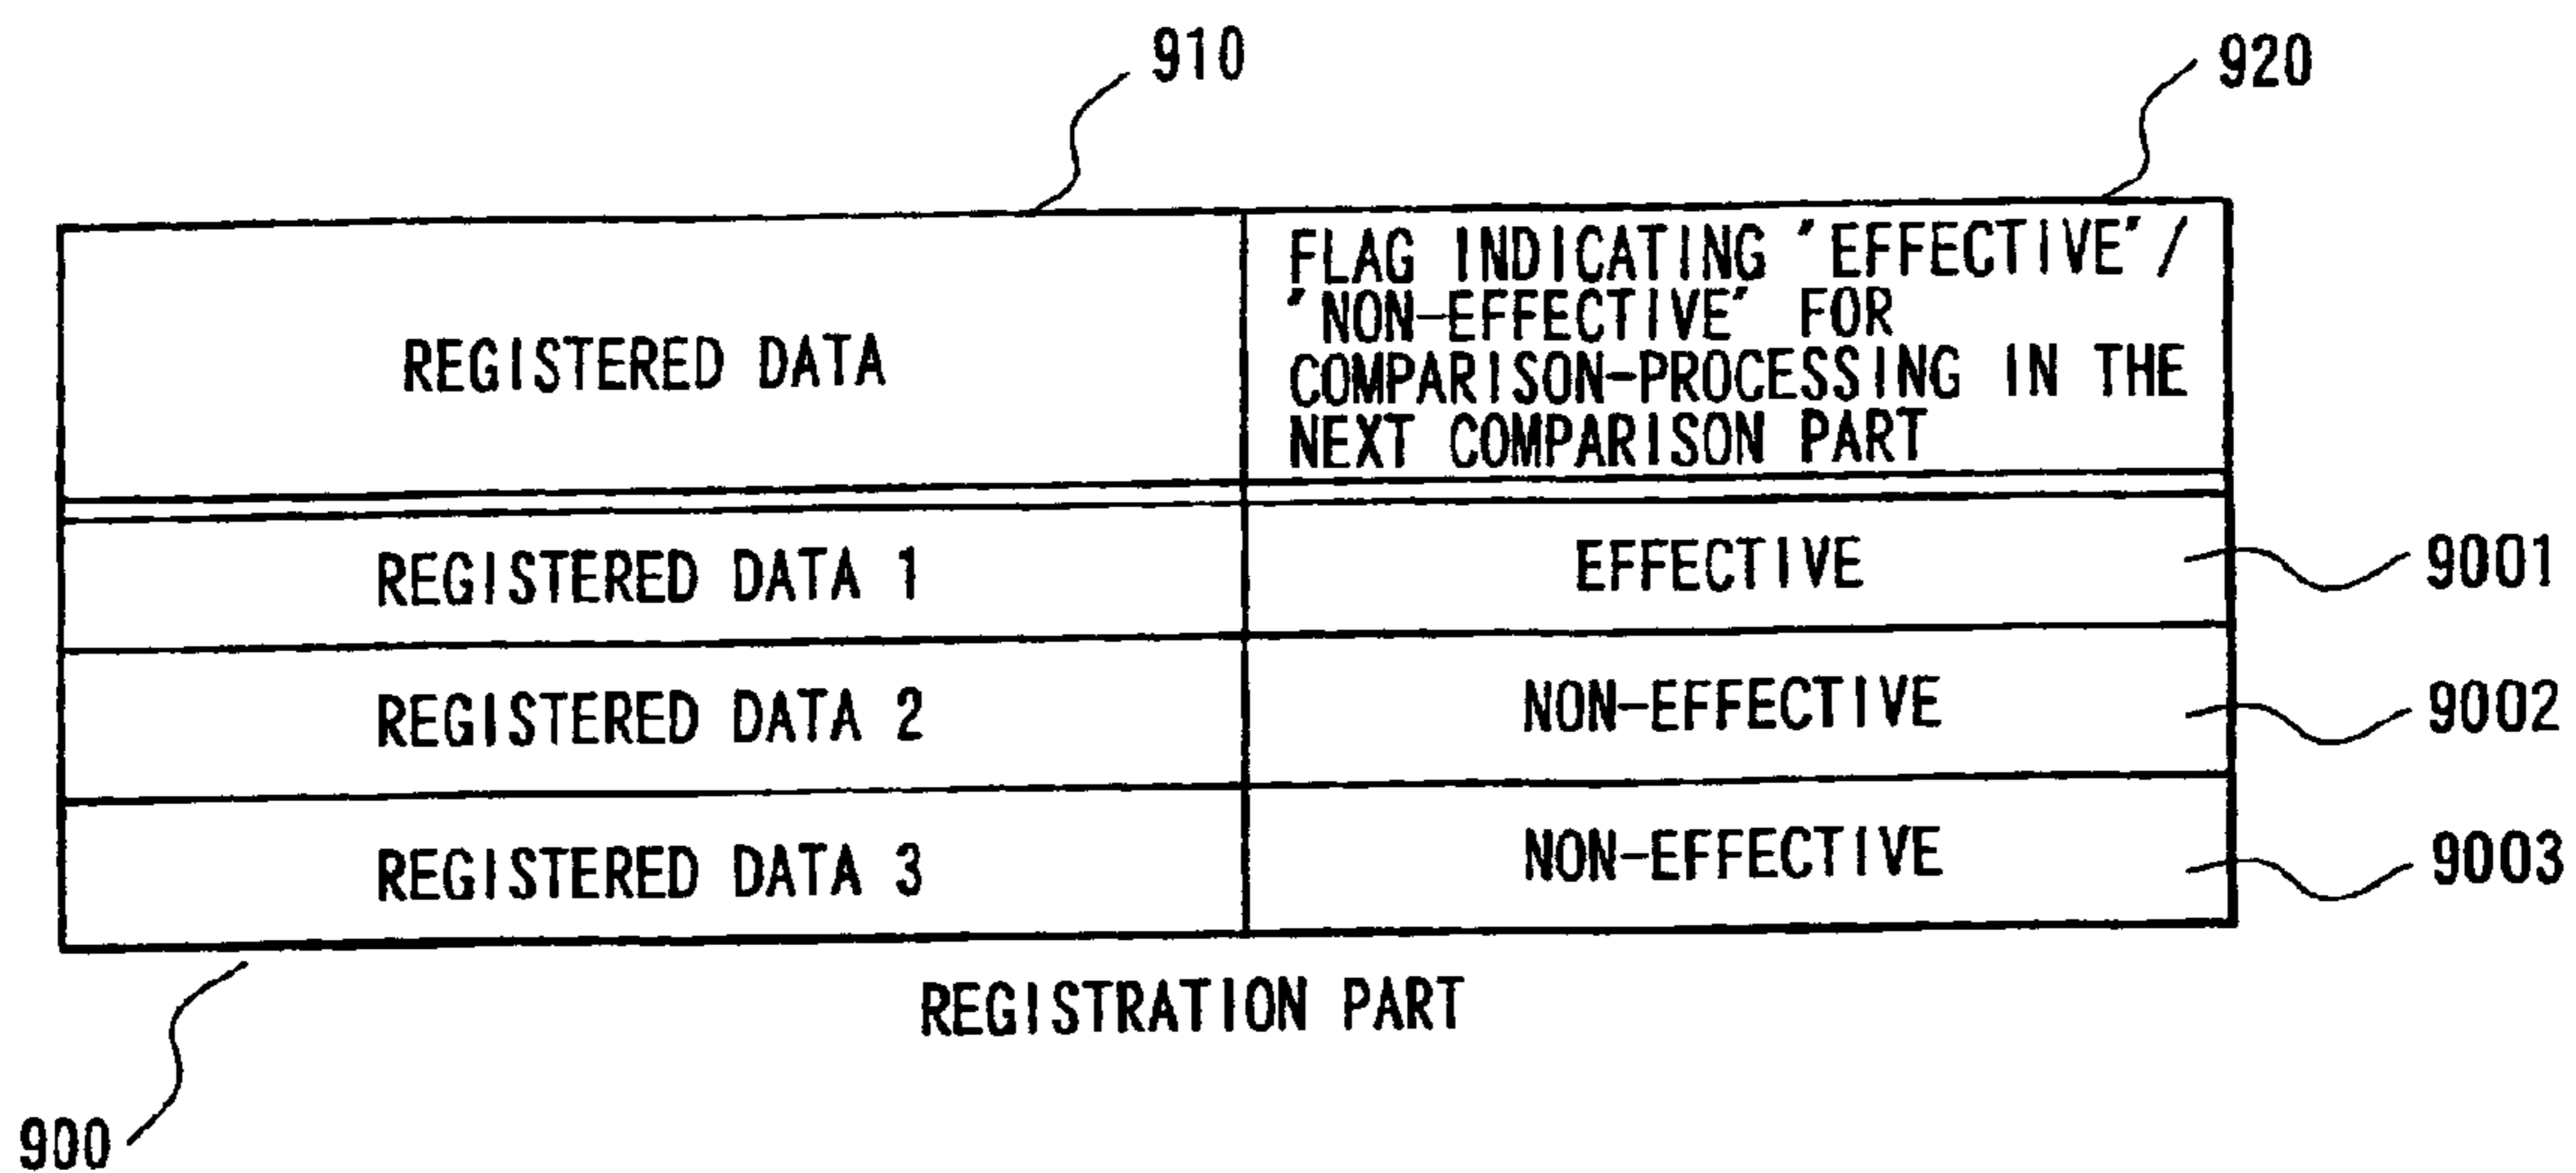 910
920
REGISTERED DATA
FLAG INDICATING "EFFECTIVE"/
"NON-EFFECTIVE" FOR
COMPARISON-PROCESSING IN THE
NEXT COMPARISON PART
REGISTERED DATA 1
EFFECTIVE
9001
REGISTERED DATA 2
NON-EFFECTIVE
9002
REGISTERED DATA 3
NON-EFFECTIVE
9003
REGISTRATION PART
900